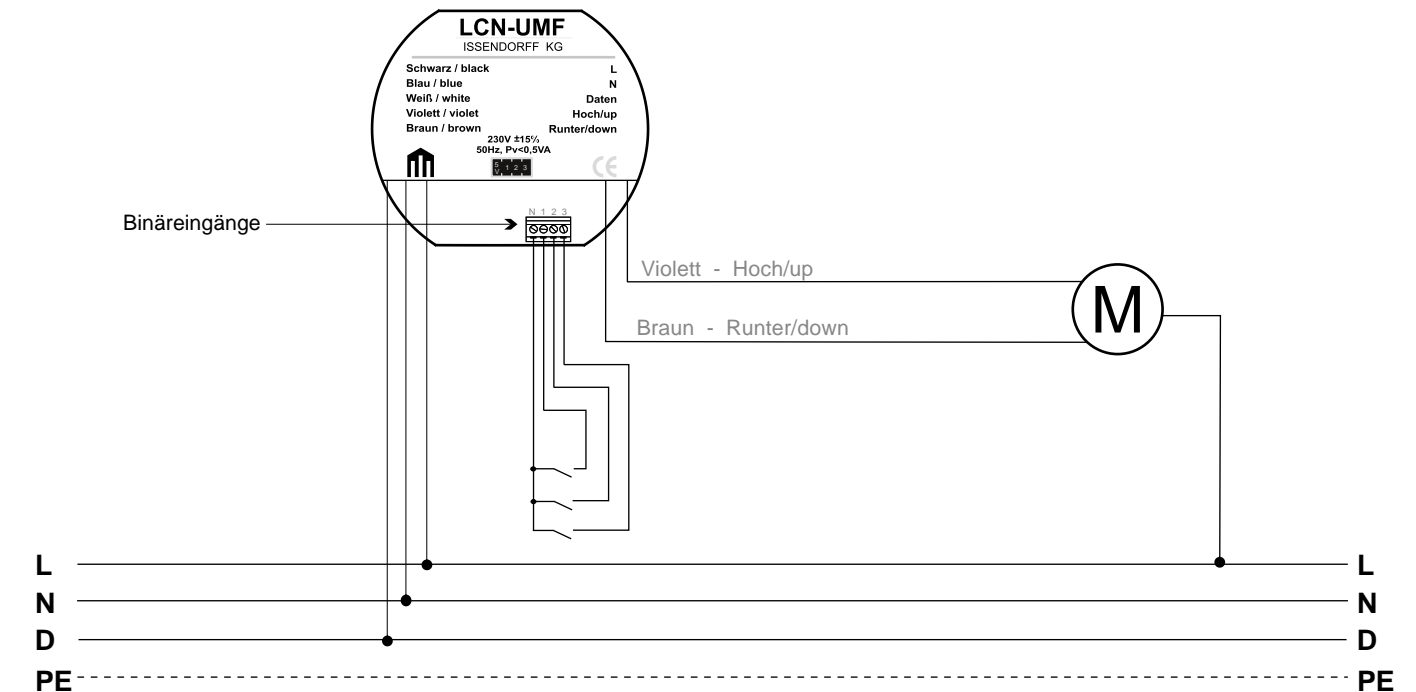 LCN-UMF
ISSENDORFF KG
Schwarz / black L
Blau / blue N
Weiß / white Daten
Violett / violet Hoch/up
Braun / brown Runter/down
230V ±15%
50Hz, Pv<0,5VA
5V 1 2 3
CE
N 1 2 3
Binäreingänge
Violett - Hoch/up
M
Braun - Runter/down
L L
N N
D D
PE PE